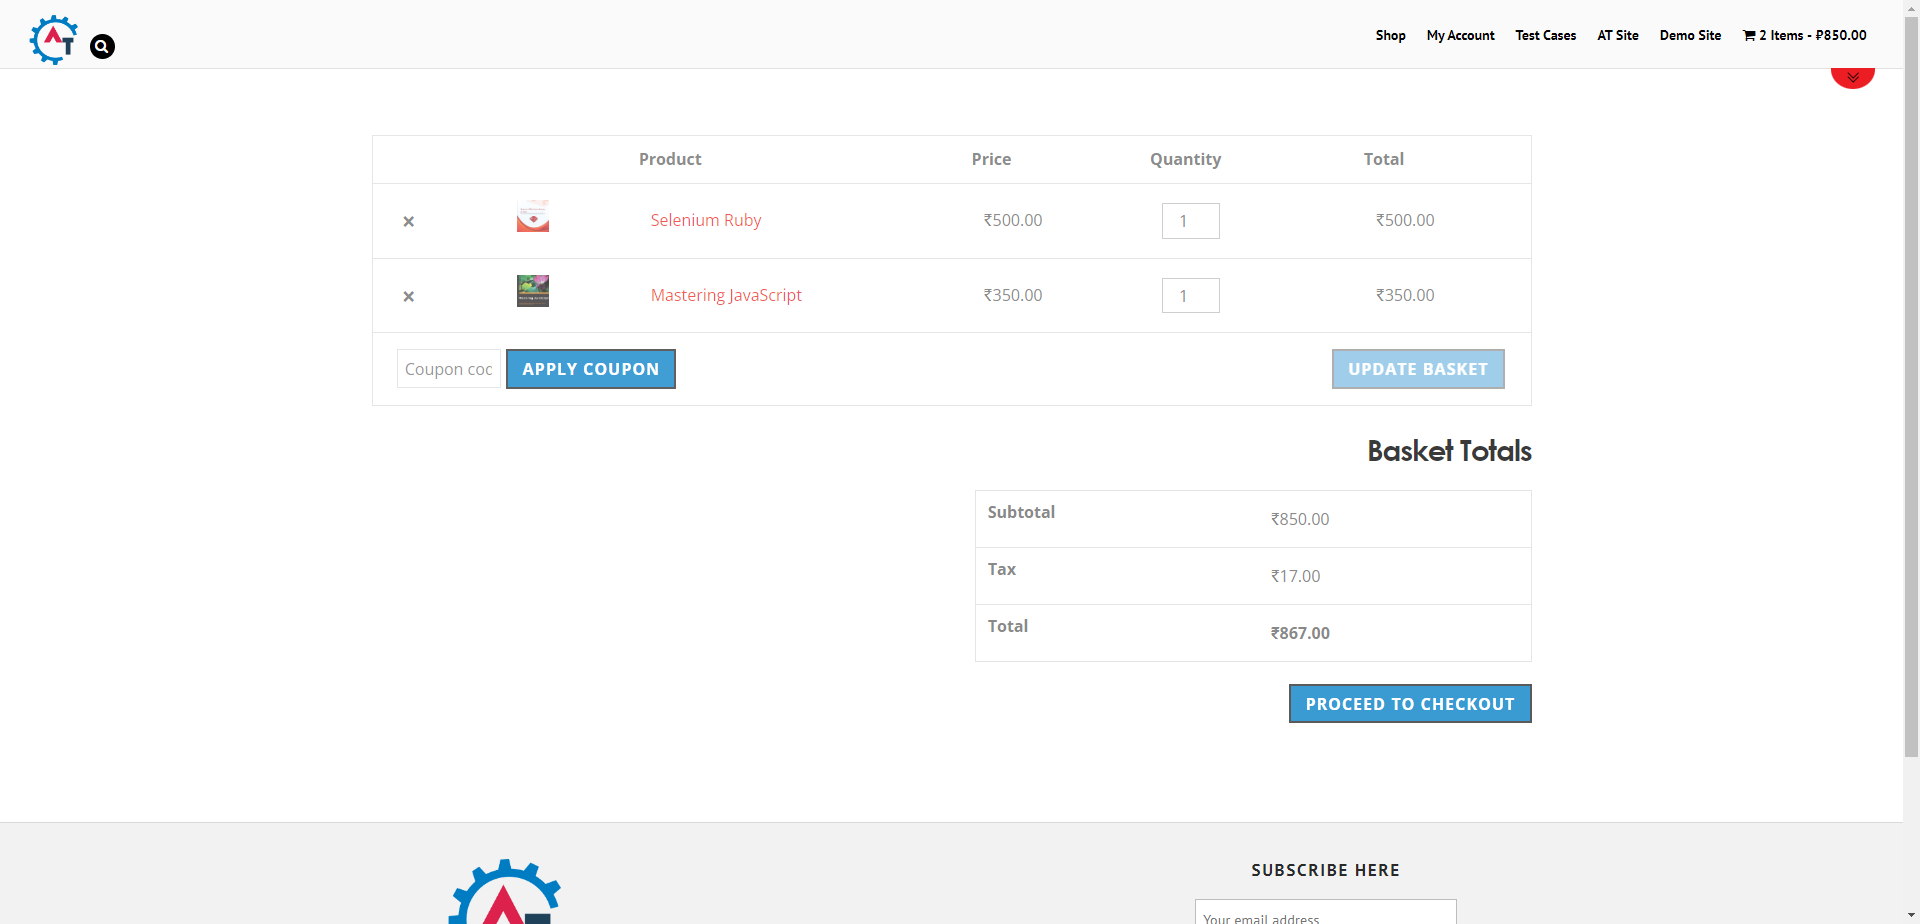 AT
Shop My Account Test Cases AT Site Demo Site 2 Items - ₽850.00
Product Price Quantity Total
× Selenium Ruby ₹500.00 1 ₹500.00
× Mastering JavaScript ₹350.00 1 ₹350.00
Coupon coc APPLY COUPON UPDATE BASKET
Basket Totals
Subtotal ₹850.00
Tax ₹17.00
Total ₹867.00
PROCEED TO CHECKOUT
SUBSCRIBE HERE
Your email address